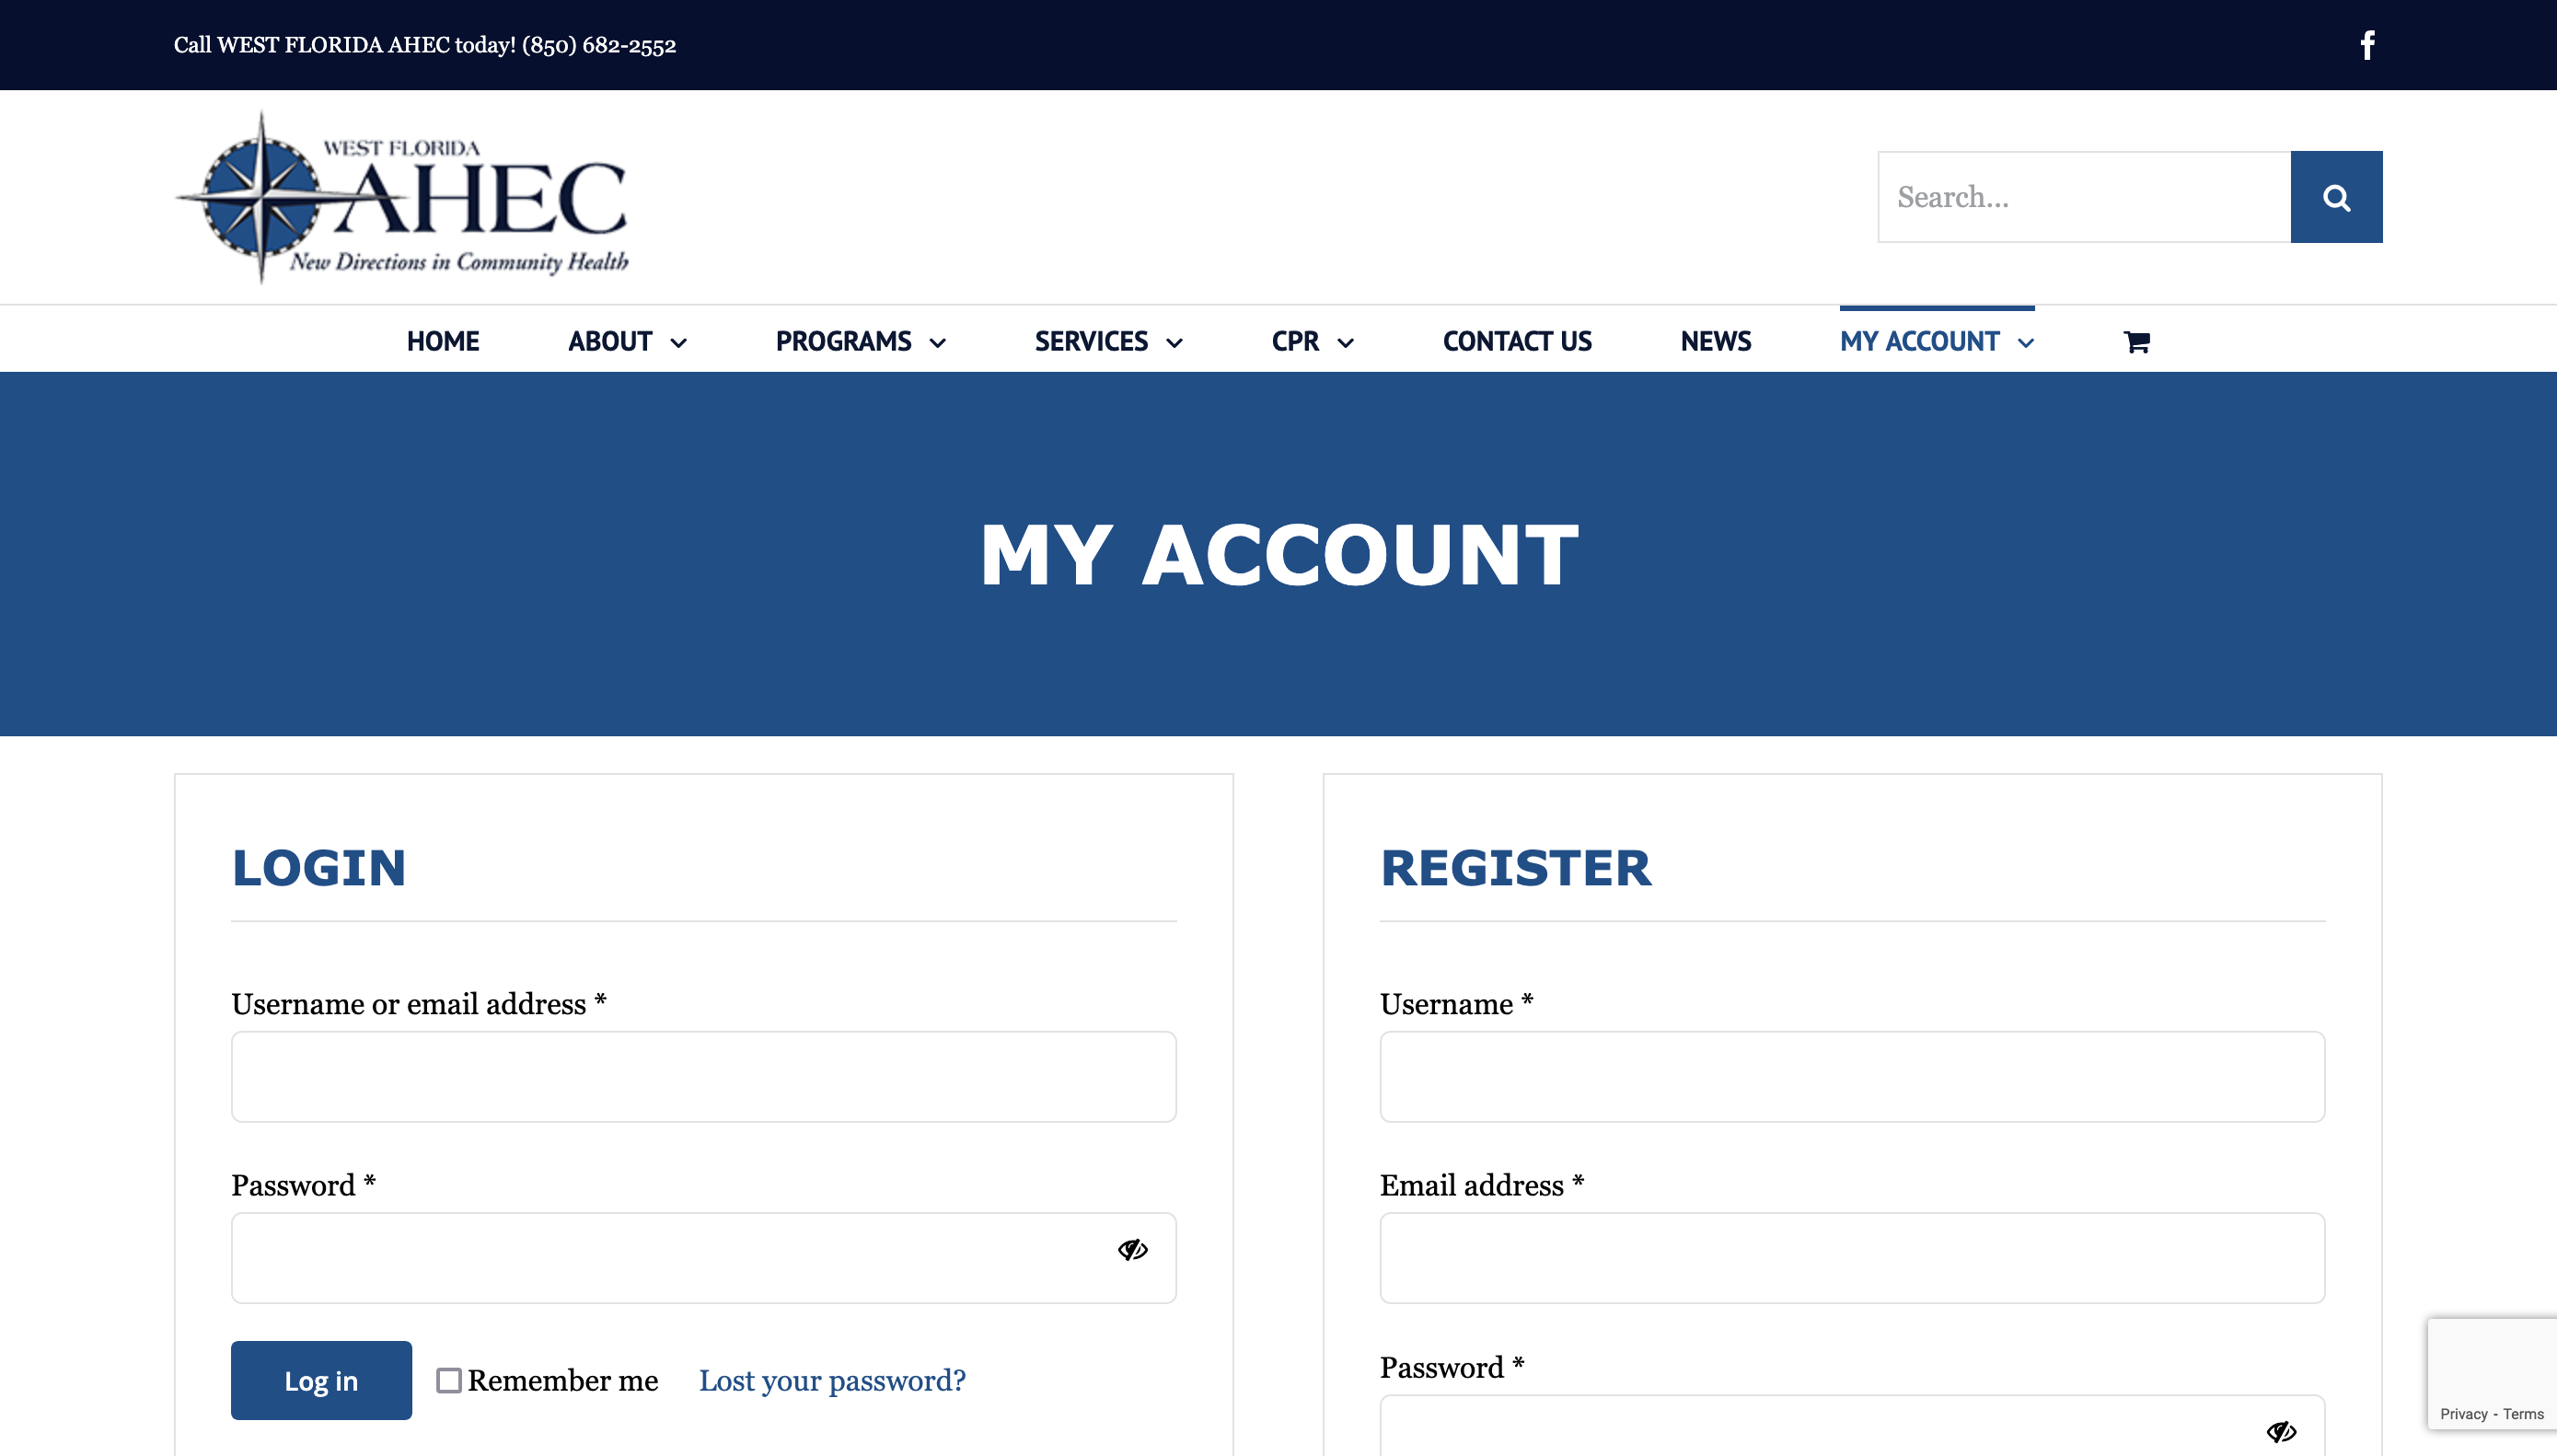 Call WEST FLORIDA AHEC today! (850) 682-2552
WEST FLORIDA
AHEC
New Directions in Community Health
Search...
HOME ABOUT PROGRAMS SERVICES CPR CONTACT US NEWS MY ACCOUNT
MY ACCOUNT
LOGIN
Username or email address *
Password *
Log in Remember me Lost your password?
REGISTER
Username *
Email address *
Password *
Privacy - Terms